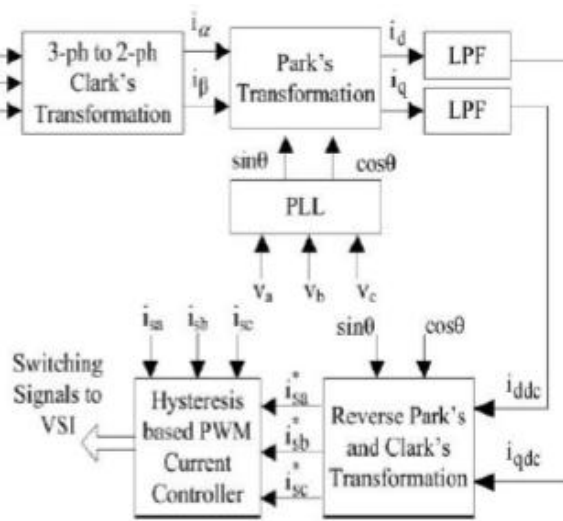 3-ph to 2-ph
Clark's
Transformation
iα
iβ
Park's
Transformation
id
iq
LPF
LPF
sinθ
cosθ
PLL
va
vb
vc
isa
isb
isc
sinθ
cosθ
Switching
Signals to
VSI
Hysteresis
based PWM
Current
Controller
i*sa
i*sb
i*sc
Reverse Park's
and Clark's
Transformation
iddc
iqdc